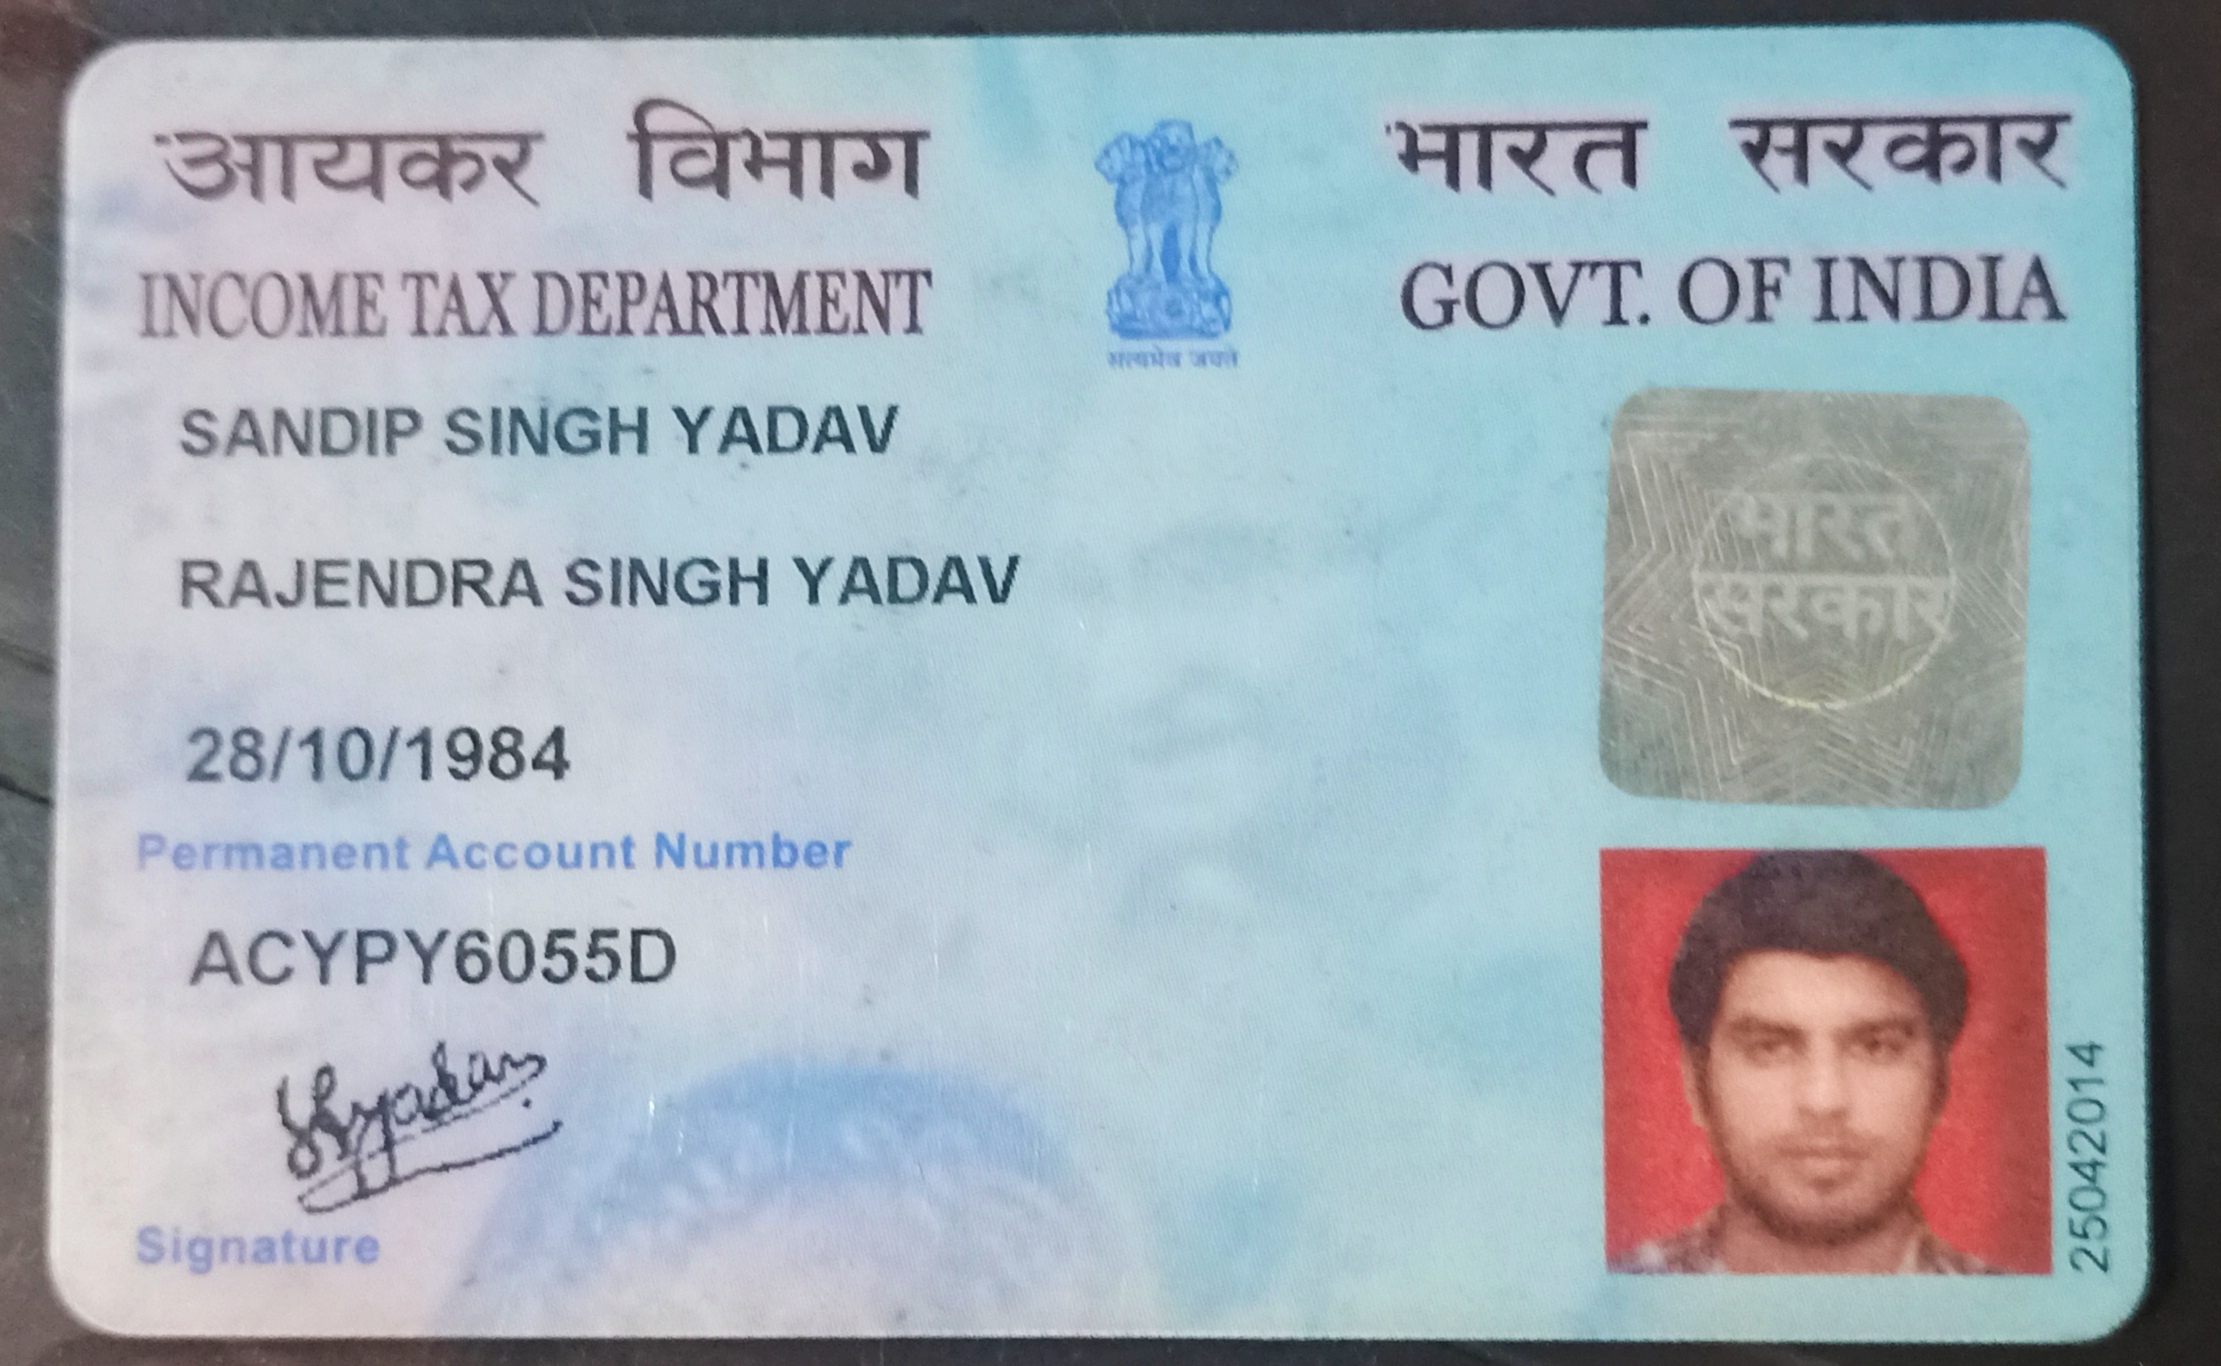 आयकर विभाग
INCOME TAX DEPARTMENT
भारत सरकार
GOVT. OF INDIA
सत्यमेव जयते
SANDIP SINGH YADAV
RAJENDRA SINGH YADAV
28/10/1984
Permanent Account Number
ACYPY6055D
Signature
भारत
सरकार
25042014